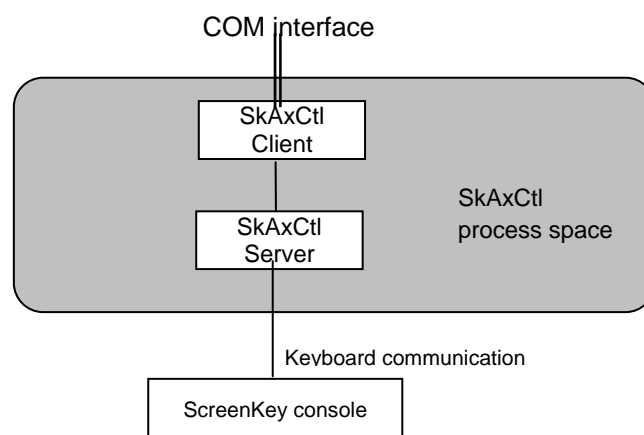 COM interface
SkAxCtl
Client
SkAxCtl
Server
SkAxCtl
process space
Keyboard communication
ScreenKey console